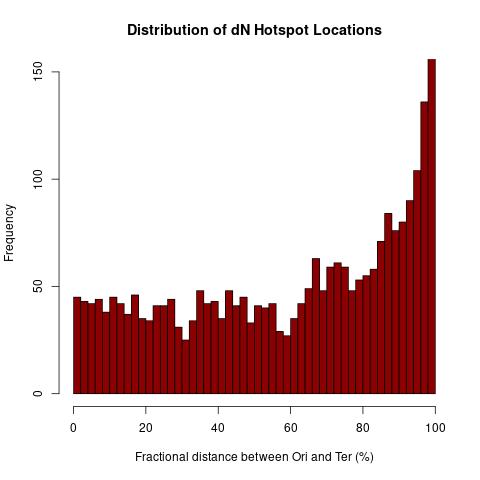 Distribution of dN Hotspot Locations
Frequency
150
100
50
0
0 20 40 60 80 100
Fractional distance between Ori and Ter (%)